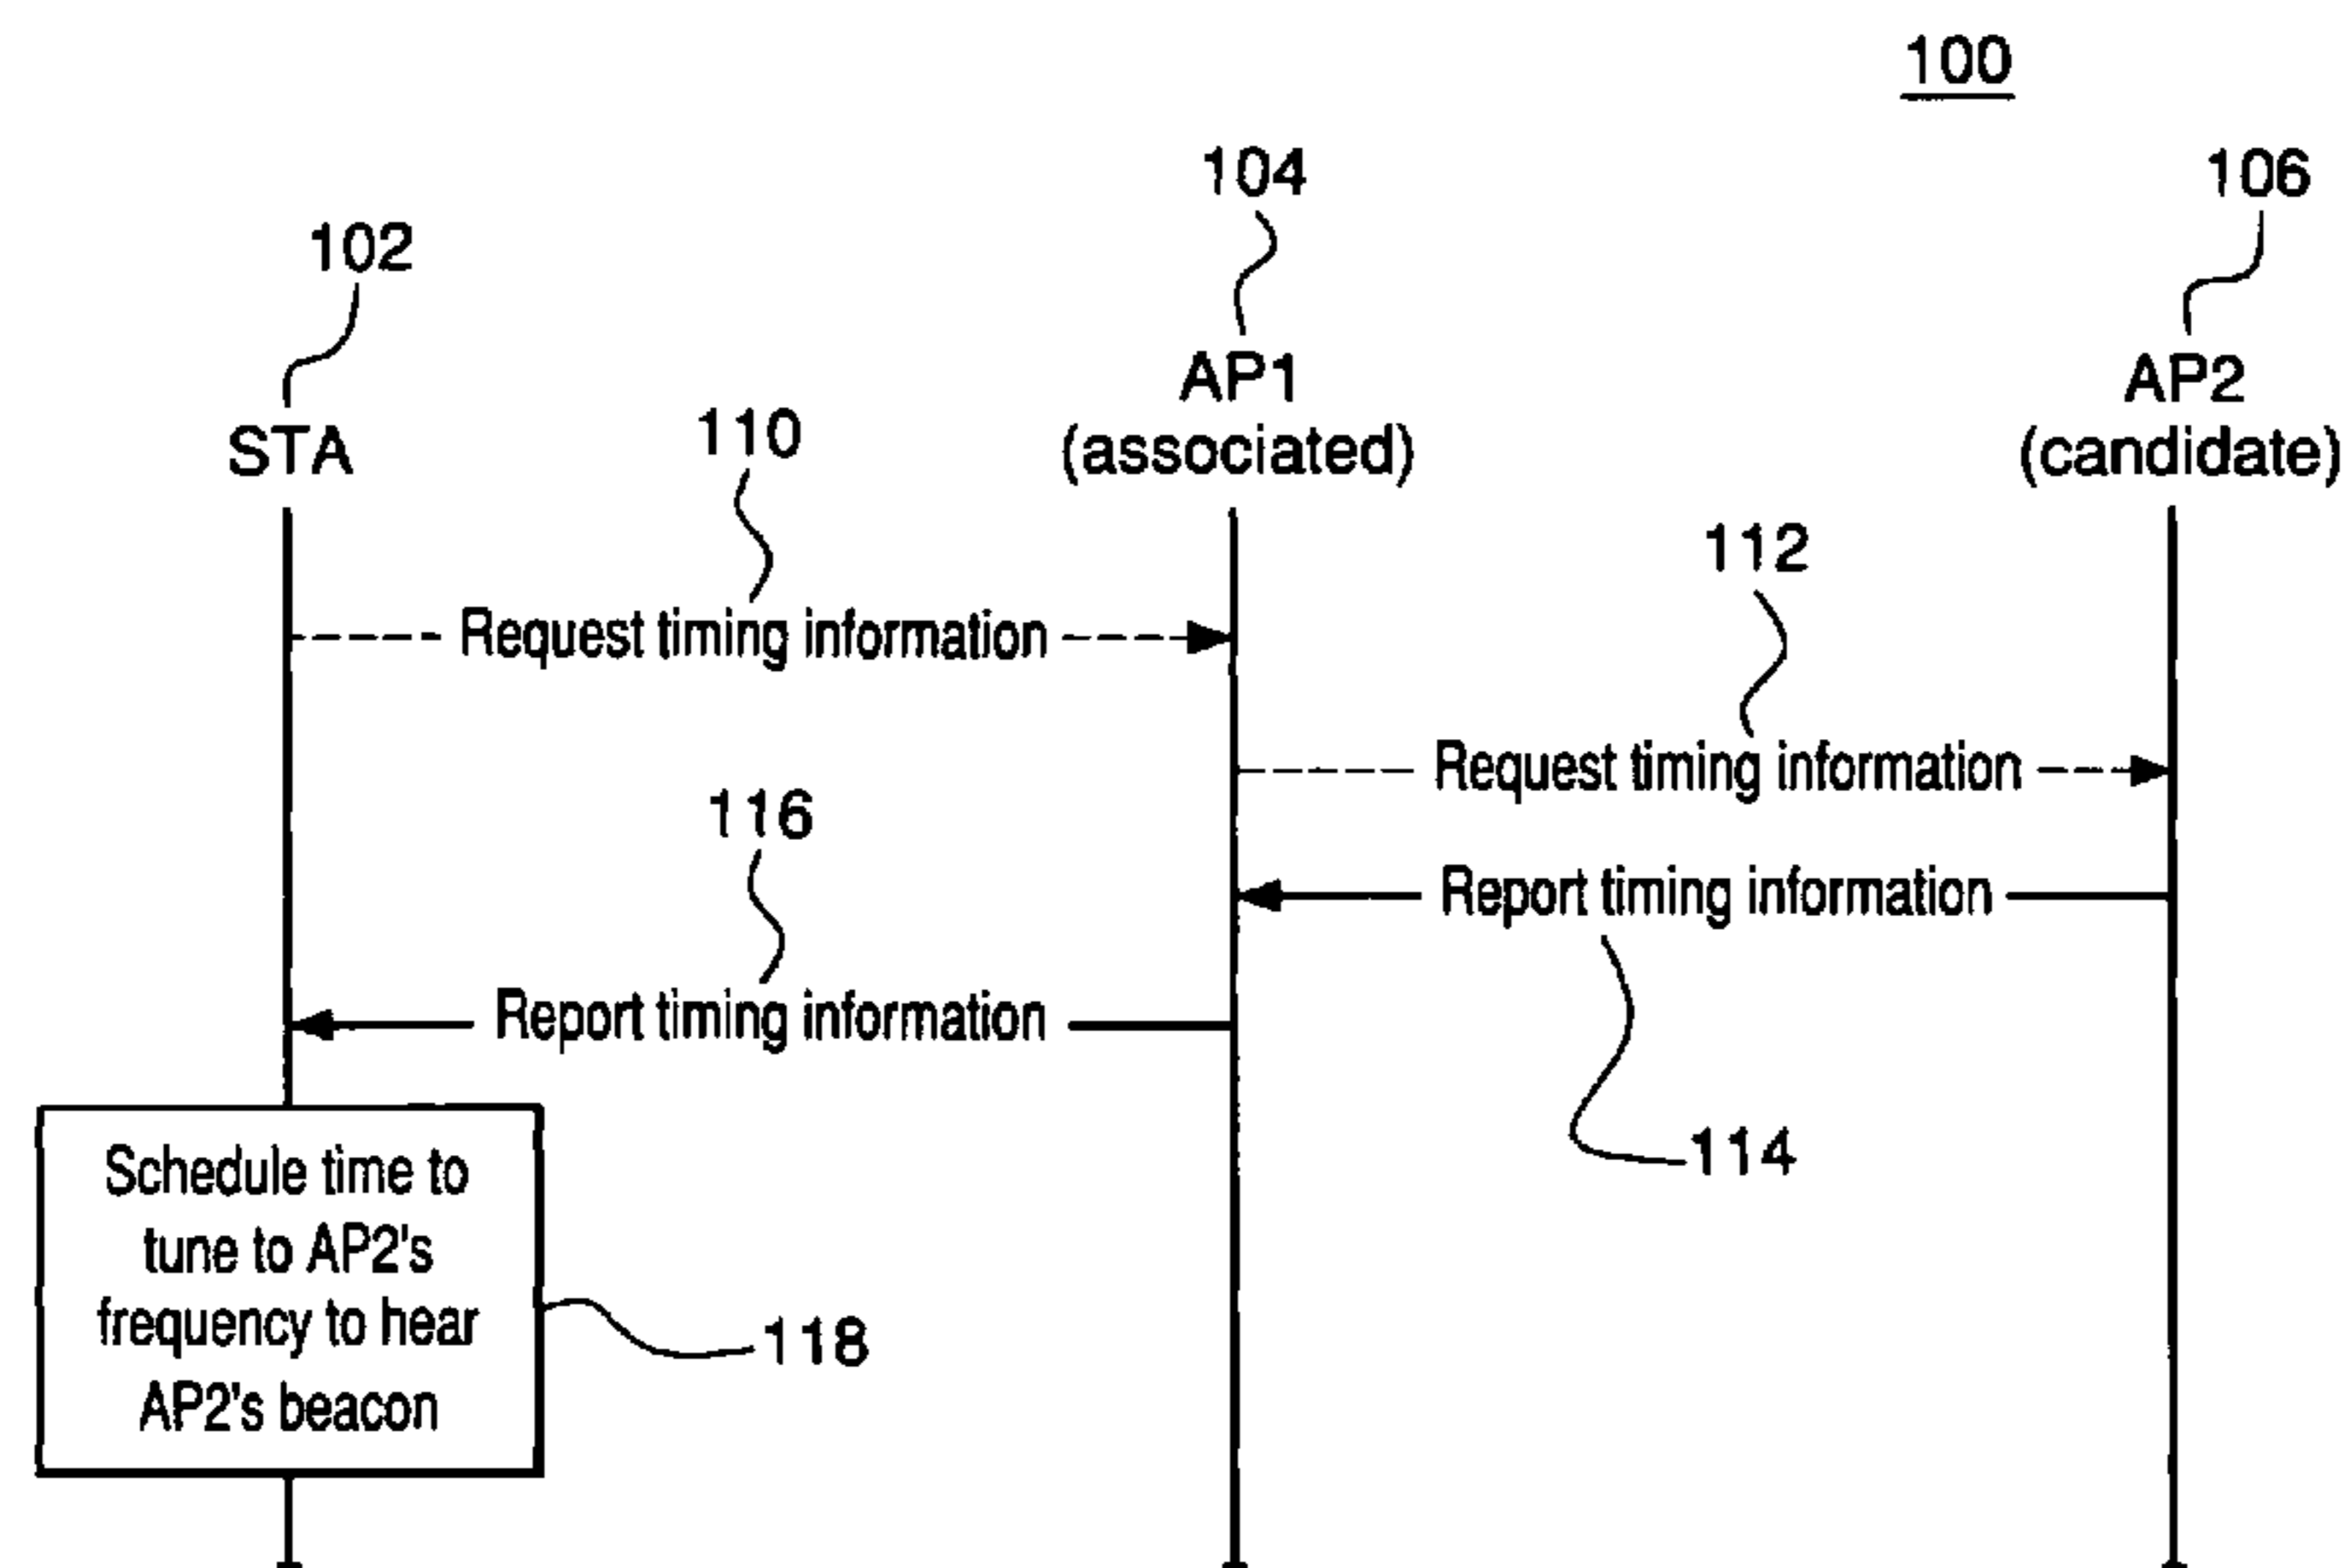 100
104
106
102
AP1
(associated)
AP2
(candidate)
STA
110
112
Request timing information
Request timing information
116
Report timing information
Report timing information
114
Schedule time to
tune to AP2's
frequency to hear
AP2's beacon
118